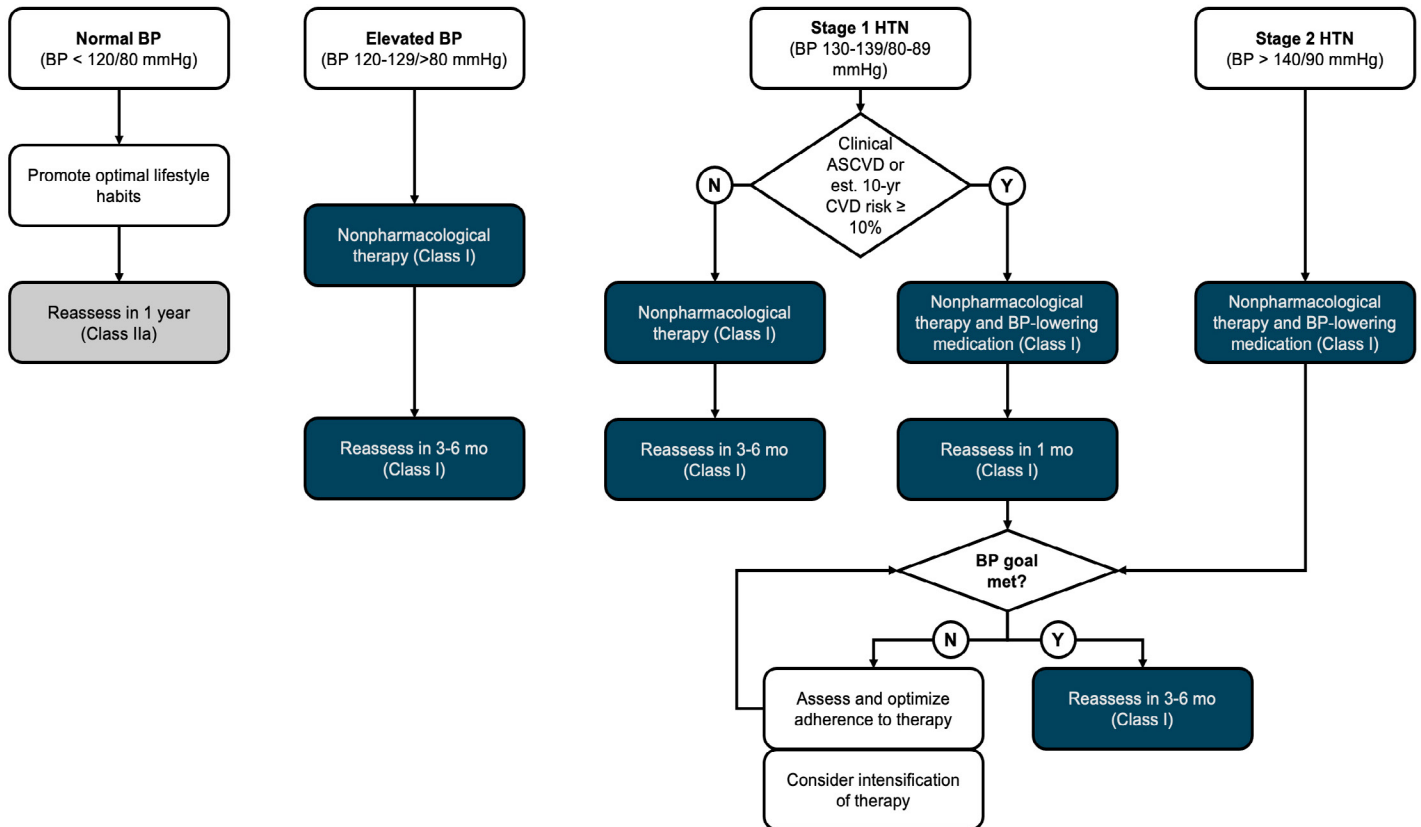 Normal BP
(BP < 120/80 mmHg)
Promote optimal lifestyle
habits
Reassess in 1 year
(Class IIa)
Elevated BP
(BP 120-129/>80 mmHg)
Nonpharmacological
therapy (Class I)
Reassess in 3-6 mo
(Class I)
Stage 1 HTN
(BP 130-139/80-89
mmHg)
Clinical
ASCVD or
est. 10-yr
CVD risk ≥
10%
N
Y
Nonpharmacological
therapy (Class I)
Reassess in 3-6 mo
(Class I)
Nonpharmacological
therapy and BP-lowering
medication (Class I)
Reassess in 1 mo
(Class I)
Stage 2 HTN
(BP > 140/90 mmHg)
Nonpharmacological
therapy and BP-lowering
medication (Class I)
BP goal
met?
N
Y
Assess and optimize
adherence to therapy
Consider intensification
of therapy
Reassess in 3-6 mo
(Class I)